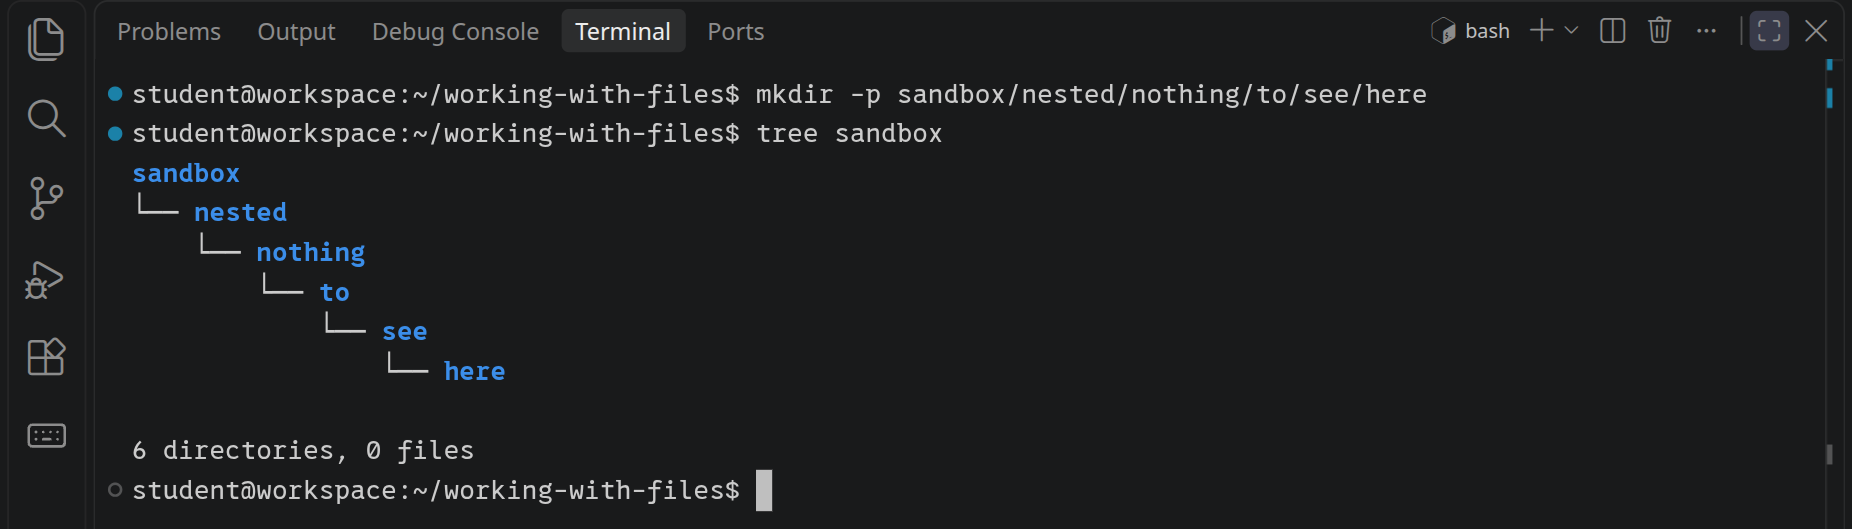 Problems Output Debug Console Terminal Ports bash
student@workspace:~/working-with-files$ mkdir -p sandbox/nested/nothing/to/see/here
student@workspace:~/working-with-files$ tree sandbox
sandbox
└── nested
    └── nothing
        └── to
            └── see
                └── here
6 directories, 0 files
student@workspace:~/working-with-files$